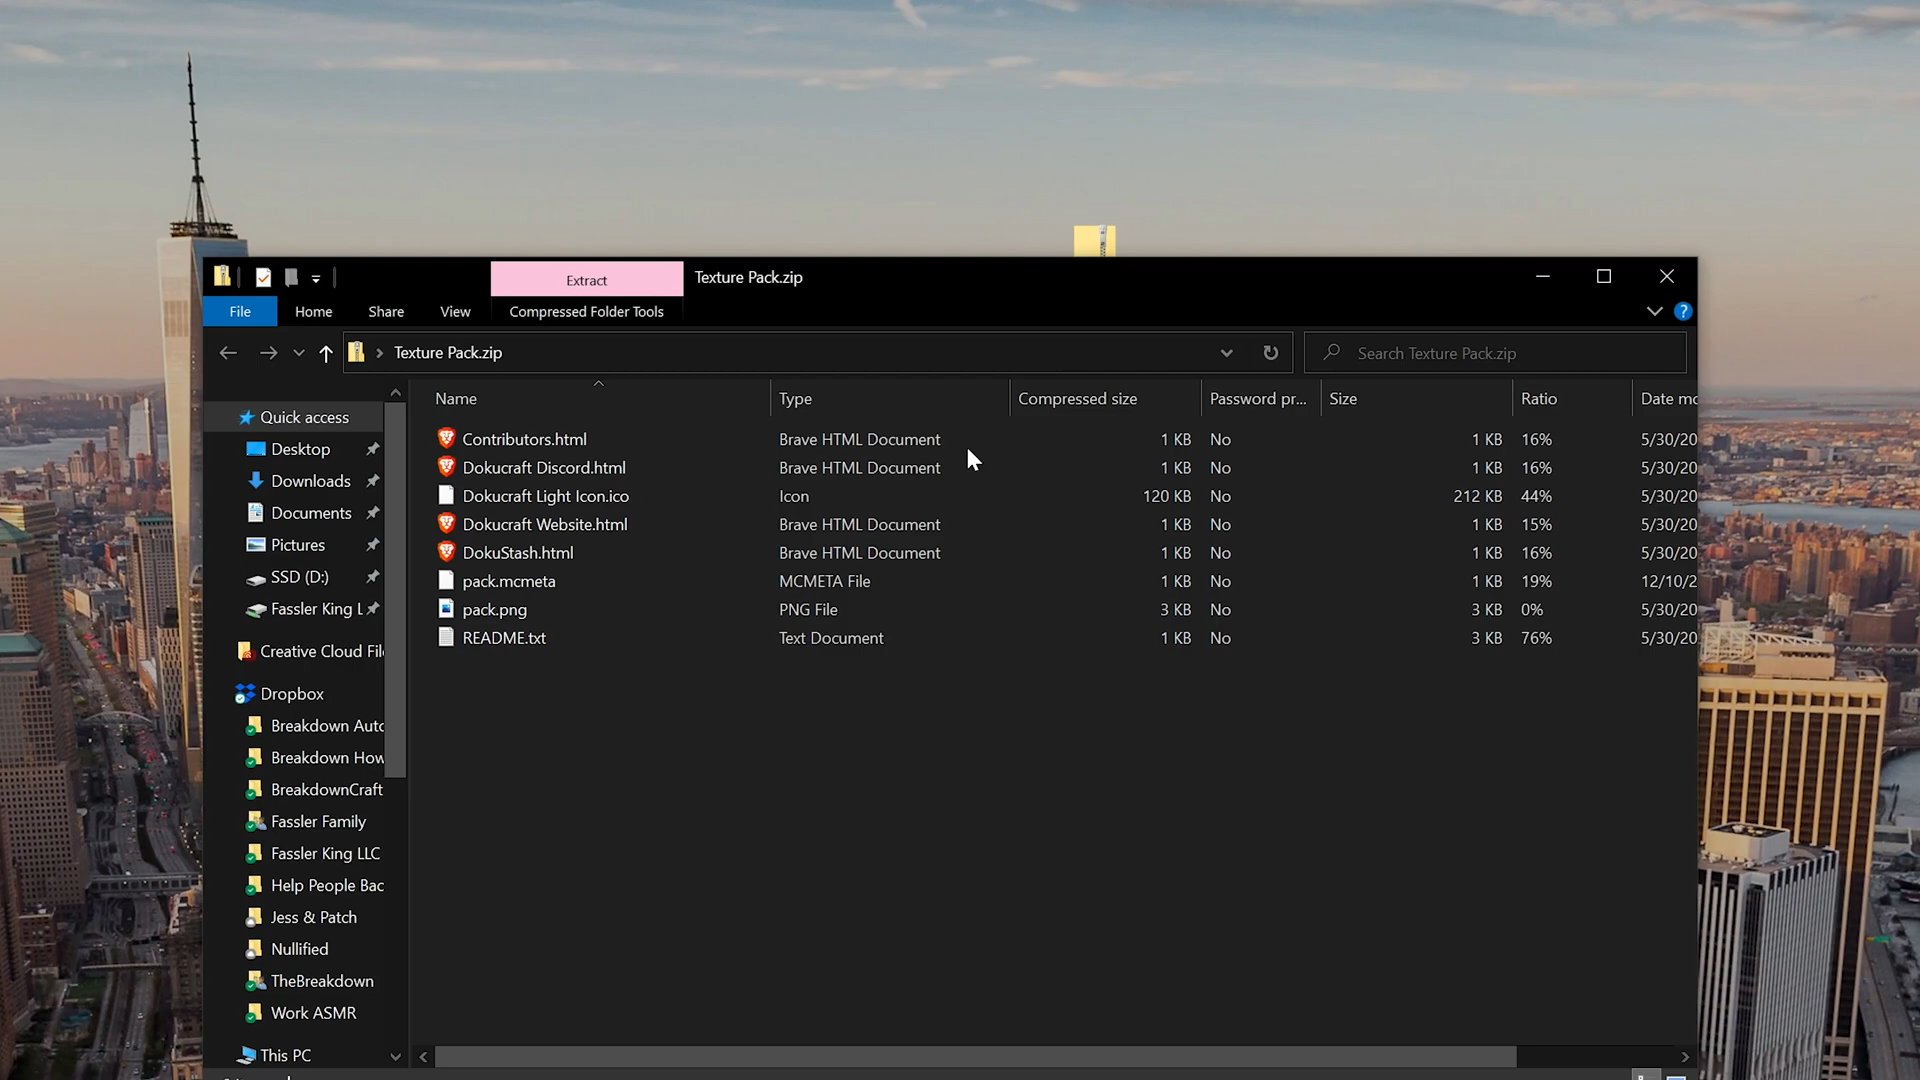 Extract
Texture Pack.zip
File
Home
Share
View
Compressed Folder Tools
?
Texture Pack.zip
Search Texture Pack.zip
Name
Type
Compressed size
Password pr...
Size
Ratio
Date mo
Contributors.html Brave HTML Document 1 KB No 1 KB 16% 5/30/20
Dokucraft Discord.html Brave HTML Document 1 KB No 1 KB 16% 5/30/20
Dokucraft Light Icon.ico Icon 120 KB No 212 KB 44% 5/30/20
Dokucraft Website.html Brave HTML Document 1 KB No 1 KB 15% 5/30/20
DokuStash.html Brave HTML Document 1 KB No 1 KB 16% 5/30/20
pack.mcmeta MCMETA File 1 KB No 1 KB 19% 12/10/2
pack.png PNG File 3 KB No 3 KB 0% 5/30/20
README.txt Text Document 1 KB No 3 KB 76% 5/30/20
Quick access
Desktop
Downloads
Documents
Pictures
SSD (D:)
Fassler King L
Creative Cloud Fil
Dropbox
Breakdown Auto
Breakdown How
BreakdownCraft
Fassler Family
Fassler King LLC
Help People Bac
Jess & Patch
Nullified
TheBreakdown
Work ASMR
This PC